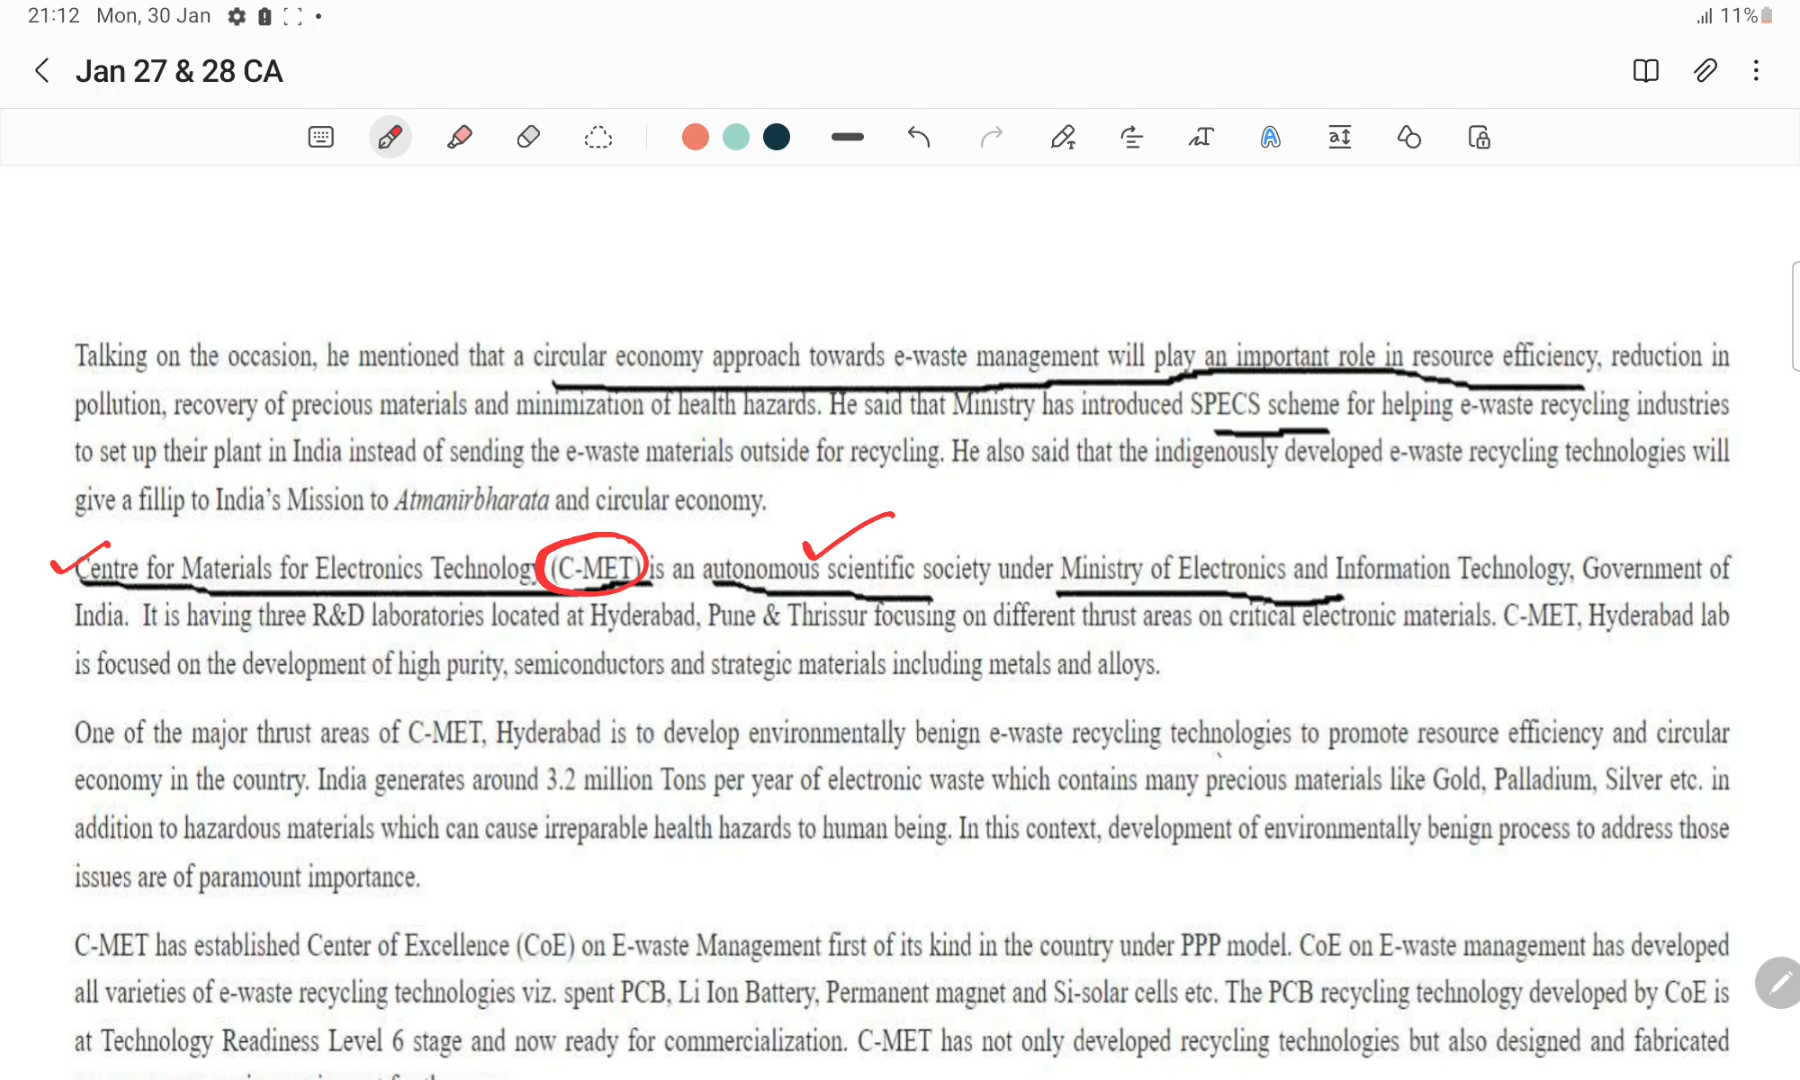 21:12 Mon, 30 Jan
11%
Jan 27 & 28 CA
Talking on the occasion, he mentioned that a circular economy approach towards e-waste management will play an important role in resource efficiency, reduction in
pollution, recovery of precious materials and minimization of health hazards. He said that Ministry has introduced SPECS scheme for helping e-waste recycling industries
to set up their plant in India instead of sending the e-waste materials outside for recycling. He also said that the indigenously developed e-waste recycling technologies will
give a fillip to India's Mission to Atmanirbharata and circular economy.
Centre for Materials for Electronics Technology (C-MET) is an autonomous scientific society under Ministry of Electronics and Information Technology, Government of
India. It is having three R&D laboratories located at Hyderabad, Pune & Thrissur focusing on different thrust areas on critical electronic materials. C-MET, Hyderabad lab
is focused on the development of high purity, semiconductors and strategic materials including metals and alloys.
One of the major thrust areas of C-MET, Hyderabad is to develop environmentally benign e-waste recycling technologies to promote resource efficiency and circular
economy in the country. India generates around 3.2 million Tons per year of electronic waste which contains many precious materials like Gold, Palladium, Silver etc. in
addition to hazardous materials which can cause irreparable health hazards to human being. In this context, development of environmentally benign process to address those
issues are of paramount importance.
C-MET has established Center of Excellence (CoE) on E-waste Management first of its kind in the country under PPP model. CoE on E-waste management has developed
all varieties of e-waste recycling technologies viz. spent PCB, Li Ion Battery, Permanent magnet and Si-solar cells etc. The PCB recycling technology developed by CoE is
at Technology Readiness Level 6 stage and now ready for commercialization. C-MET has not only developed recycling technologies but also designed and fabricated